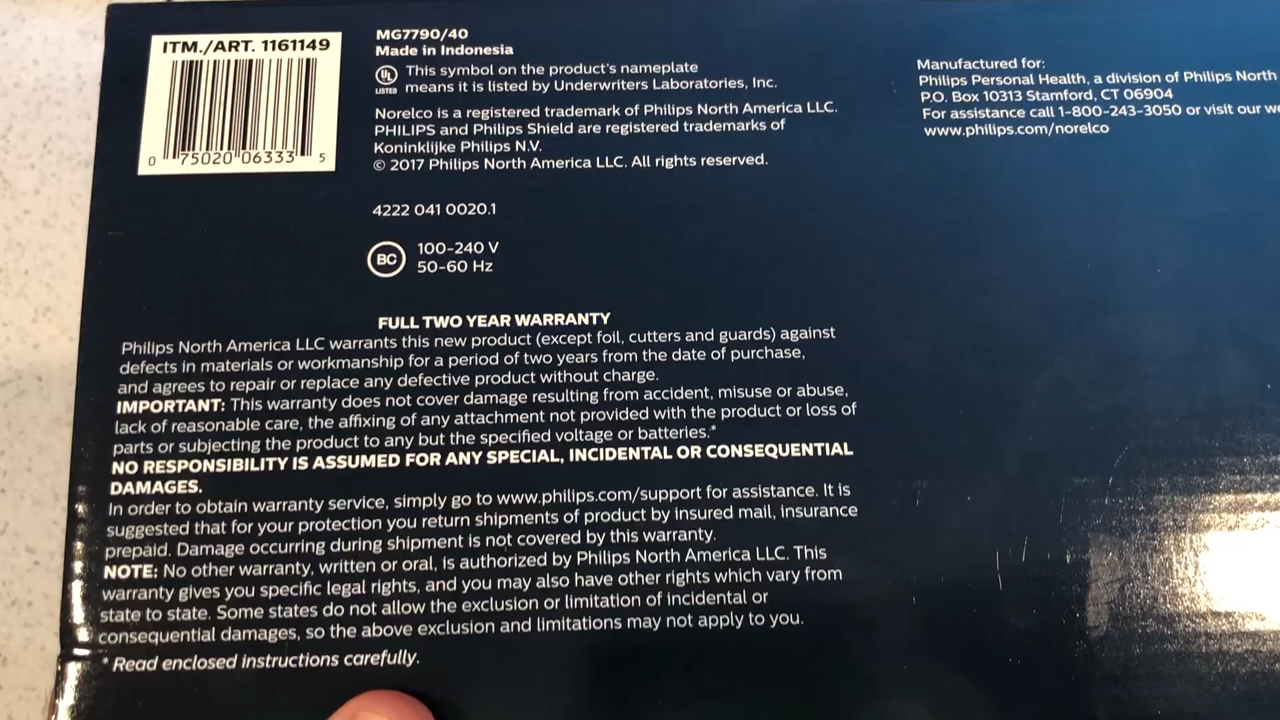 ITM./ART. 1161149
0 75020 06333 5
MG7790/40
Made in Indonesia
UL LISTED
This symbol on the product's nameplate
means it is listed by Underwriters Laboratories, Inc.
Norelco is a registered trademark of Philips North America LLC.
PHILIPS and Philips Shield are registered trademarks of
Koninklijke Philips N.V.
© 2017 Philips North America LLC. All rights reserved.
4222 041 0020.1
BC
100-240 V
50-60 Hz
Manufactured for:
Philips Personal Health, a division of Philips North
P.O. Box 10313 Stamford, CT 06904
For assistance call 1-800-243-3050 or visit our
www.philips.com/norelco
FULL TWO YEAR WARRANTY
Philips North America LLC warrants this new product (except foil, cutters and guards) against
defects in materials or workmanship for a period of two years from the date of purchase,
and agrees to repair or replace any defective product without charge.
IMPORTANT: This warranty does not cover damage resulting from accident, misuse or abuse,
lack of reasonable care, the affixing of any attachment not provided with the product or loss of
parts or subjecting the product to any but the specified voltage or batteries.*
NO RESPONSIBILITY IS ASSUMED FOR ANY SPECIAL, INCIDENTAL OR CONSEQUENTIAL
DAMAGES.
In order to obtain warranty service, simply go to www.philips.com/support for assistance. It is
suggested that for your protection you return shipments of product by insured mail, insurance
prepaid. Damage occurring during shipment is not covered by this warranty.
NOTE: No other warranty, written or oral, is authorized by Philips North America LLC. This
warranty gives you specific legal rights, and you may also have other rights which vary from
state to state. Some states do not allow the exclusion or limitation of incidental or
consequential damages, so the above exclusion and limitations may not apply to you.
* Read enclosed instructions carefully.